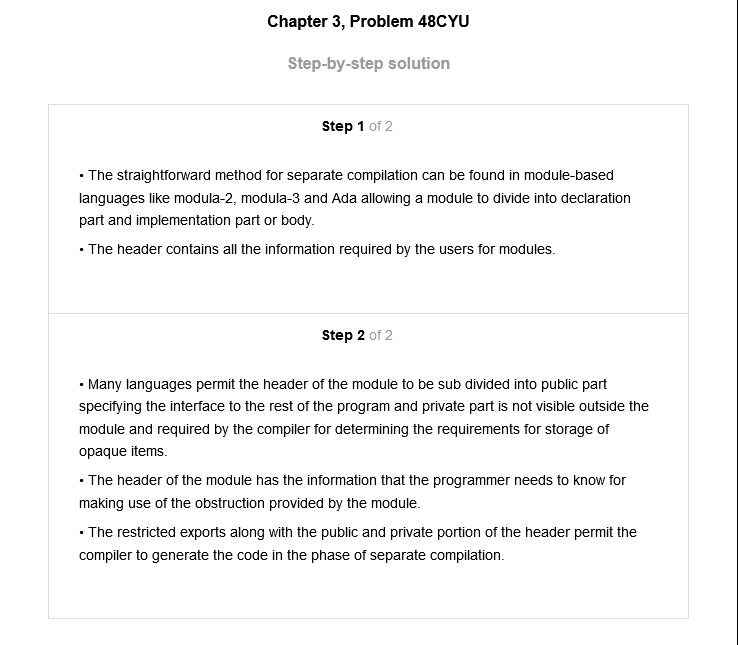 Chapter 3, Problem 48CYU
Step-by-step solution
Step 1 of 2
• The straightforward method for separate compilation can be found in module-based
languages like modula-2, modula-3 and Ada allowing a module to divide into declaration
part and implementation part or body.
• The header contains all the information required by the users for modules.
Step 2 of 2
• Many languages permit the header of the module to be sub divided into public part
specifying the interface to the rest of the program and private part is not visible outside the
module and required by the compiler for determining the requirements for storage of
opaque items.
• The header of the module has the information that the programmer needs to know for
making use of the obstruction provided by the module.
• The restricted exports along with the public and private portion of the header permit the
compiler to generate the code in the phase of separate compilation.